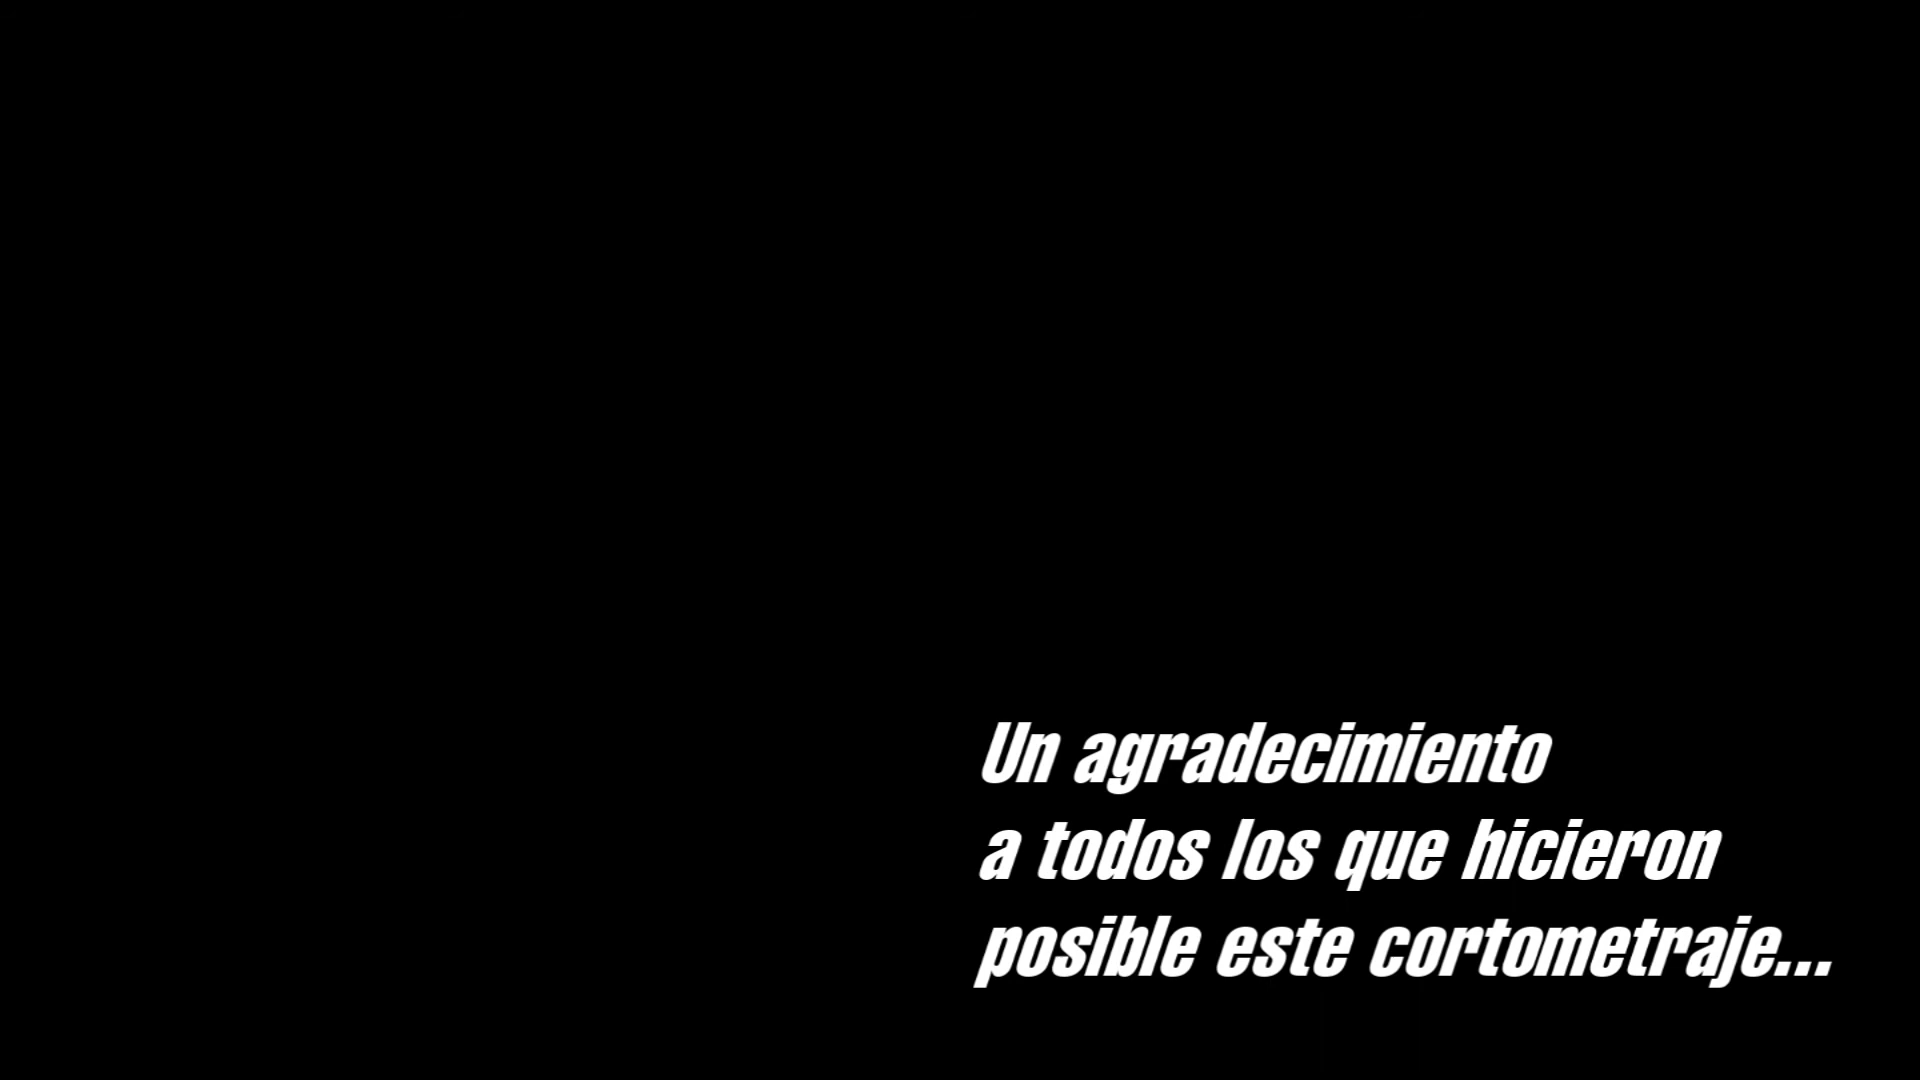 Un agradecimiento
a todos los que hicieron
posible este cortometraje...